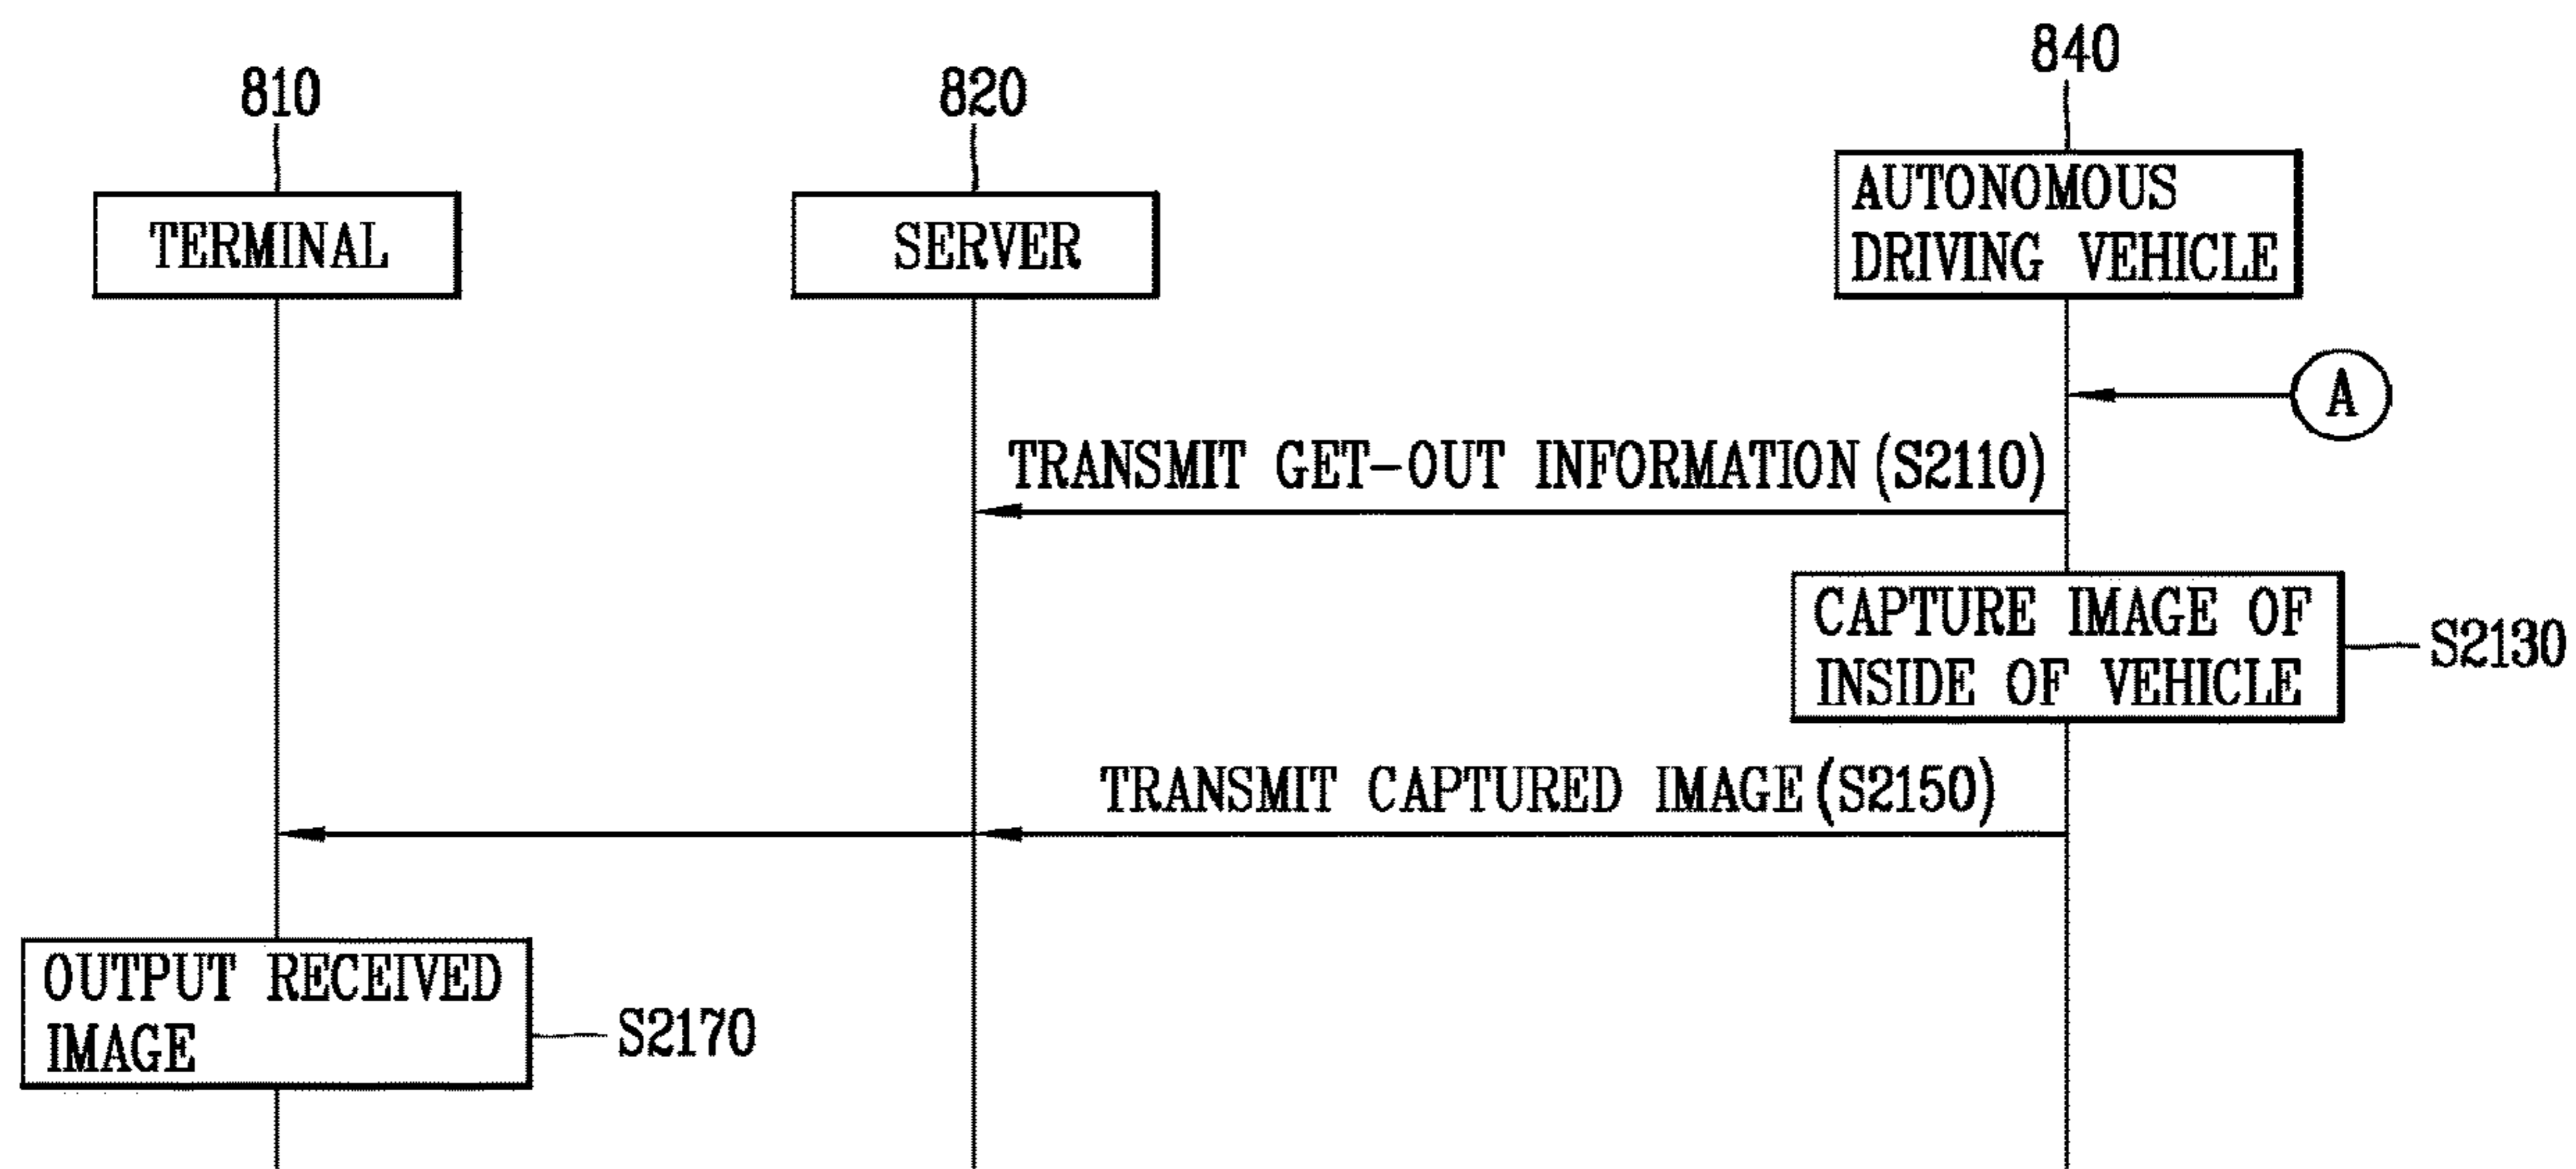 810
820
840
TERMINAL
SERVER
AUTONOMOUS
DRIVING VEHICLE
A
TRANSMIT GET-OUT INFORMATION (S2110)
CAPTURE IMAGE OF
INSIDE OF VEHICLE
S2130
TRANSMIT CAPTURED IMAGE (S2150)
OUTPUT RECEIVED
IMAGE
S2170